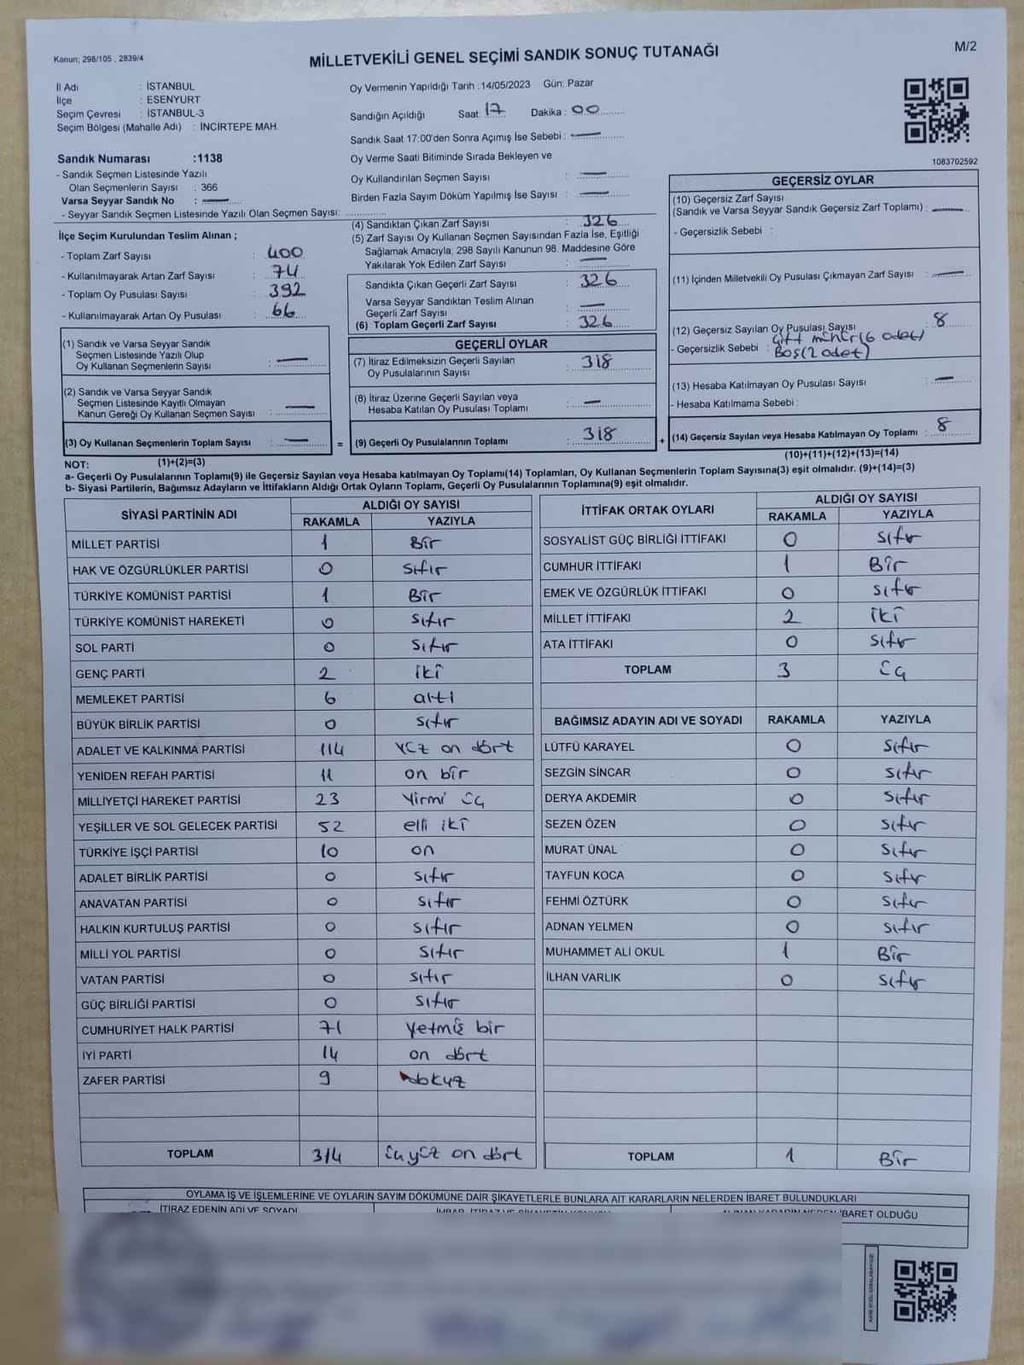 Kanun; 298/105 , 2839/4
MİLLETVEKİLİ GENEL SEÇİMİ SANDIK SONUÇ TUTANAĞI
M/2
İl Adı : İSTANBUL
İlçe : ESENYURT
Seçim Çevresi : İSTANBUL-3
Seçim Bölgesi (Mahalle Adı) : İNCİRTEPE MAH.
Sandık Numarası :1138
- Sandık Seçmen Listesinde Yazılı
Olan Seçmenlerin Sayısı : 366
Varsa Seyyar Sandık No : —
- Seyyar Sandık Seçmen Listesinde Yazılı Olan Seçmen Sayısı:
İlçe Seçim Kurulundan Teslim Alınan ;
- Toplam Zarf Sayısı : 400
- Kullanılmayarak Artan Zarf Sayısı : 74
- Toplam Oy Pusulası Sayısı : 392
- Kullanılmayarak Artan Oy Pusulası : 66
Oy Vermenin Yapıldığı Tarih :14/05/2023 Gün: Pazar
Sandığın Açıldığı Saat: 17 Dakika : 00
Sandık Saat 17:00'den Sonra Açımış İse Sebebi : —
Oy Verme Saati Bitiminde Sırada Bekleyen ve
Oy Kullandırılan Seçmen Sayısı : —
Birden Fazla Sayım Döküm Yapılmış İse Sayısı : —
(4) Sandıktan Çıkan Zarf Sayısı : 326
(5) Zarf Sayısı Oy Kullanan Seçmen Sayısından Fazla İse, Eşitliği
Sağlamak Amacıyla, 298 Sayılı Kanunun 98. Maddesine Göre
Yakılarak Yok Edilen Zarf Sayısı : —
Sandıkta Çıkan Geçerli Zarf Sayısı : 326
Varsa Seyyar Sandıktan Teslim Alınan
Geçerli Zarf Sayısı : —
(6) Toplam Geçerli Zarf Sayısı : 326
1083702592
GEÇERSİZ OYLAR
(10) Geçersiz Zarf Sayısı
(Sandık ve Varsa Seyyar Sandık Geçersiz Zarf Toplamı) : —
- Geçersizlik Sebebi :
(11) İçinden Milletvekili Oy Pusulası Çıkmayan Zarf Sayısı : —
(12) Geçersiz Sayılan Oy Pusulası Sayısı : 8
- Geçersizlik Sebebi : Çift mühür(6 adet)
Boş(2 adet)
(13) Hesaba Katılmayan Oy Pusulası Sayısı : —
- Hesaba Katılmama Sebebi :
(14) Geçersiz Sayılan veya Hesaba Katılmayan Oy Toplamı : 8
(10)+(11)+(12)+(13)=(14)
(1) Sandık ve Varsa Seyyar Sandık
Seçmen Listesinde Yazılı Olup
Oy Kullanan Seçmenlerin Sayısı : —
(2) Sandık ve Varsa Seyyar Sandık
Seçmen Listesinde Kayıtlı Olmayan
Kanun Gereği Oy Kullanan Seçmen Sayısı : —
(3) Oy Kullanan Seçmenlerin Toplam Sayısı : —
(1)+(2)=(3)
GEÇERLİ OYLAR
(7) İtiraz Edilmeksizin Geçerli Sayılan
Oy Pusulalarının Sayısı : 318
(8) İtiraz Üzerine Geçerli Sayılan veya
Hesaba Katılan Oy Pusulası Toplamı : —
= (9) Geçerli Oy Pusulalarının Toplamı : 318 +
NOT:
a- Geçerli Oy Pusulalarının Toplamı(9) ile Geçersiz Sayılan veya Hesaba katılmayan Oy Toplamı(14) Toplamları, Oy Kullanan Seçmenlerin Toplam Sayısına(3) eşit olmalıdır. (9)+(14)=(3)
b- Siyasi Partilerin, Bağımsız Adayların ve İttifakların Aldığı Ortak Oyların Toplamı, Geçerli Oy Pusulalarının Toplamına(9) eşit olmalıdır.
SİYASİ PARTİNİN ADI ALDIĞI OY SAYISI
RAKAMLA YAZIYLA
MİLLET PARTİSİ 1 Bir
HAK VE ÖZGÜRLÜKLER PARTİSİ 0 Sıfır
TÜRKİYE KOMÜNİST PARTİSİ 1 Bir
TÜRKİYE KOMÜNİST HAREKETİ 0 Sıfır
SOL PARTİ 0 Sıfır
GENÇ PARTİ 2 iki
MEMLEKET PARTİSİ 6 altı
BÜYÜK BİRLİK PARTİSİ 0 Sıfır
ADALET VE KALKINMA PARTİSİ 114 yüz on dört
YENİDEN REFAH PARTİSİ 11 on bir
MİLLİYETÇİ HAREKET PARTİSİ 23 Yirmi üç
YEŞİLLER VE SOL GELECEK PARTİSİ 52 elli iki
TÜRKİYE İŞÇİ PARTİSİ 10 on
ADALET BİRLİK PARTİSİ 0 Sıfır
ANAVATAN PARTİSİ 0 Sıfır
HALKIN KURTULUŞ PARTİSİ 0 Sıfır
MİLLİ YOL PARTİSİ 0 Sıfır
VATAN PARTİSİ 0 Sıfır
GÜÇ BİRLİĞİ PARTİSİ 0 Sıfır
CUMHURİYET HALK PARTİSİ 71 Yetmiş bir
İYİ PARTİ 14 on dört
ZAFER PARTİSİ 9 dokuz
TOPLAM 314 üçyüz on dört
İTTİFAK ORTAK OYLARI ALDIĞI OY SAYISI
RAKAMLA YAZIYLA
SOSYALİST GÜÇ BİRLİĞİ İTTİFAKI 0 Sıfır
CUMHUR İTTİFAKI 1 Bir
EMEK VE ÖZGÜRLÜK İTTİFAKI 0 Sıfır
MİLLET İTTİFAKI 2 iki
ATA İTTİFAKI 0 Sıfır
TOPLAM 3 üç
BAĞIMSIZ ADAYIN ADI VE SOYADI RAKAMLA YAZIYLA
LÜTFÜ KARAYEL 0 Sıfır
SEZGİN SİNCAR 0 Sıfır
DERYA AKDEMİR 0 Sıfır
SEZEN ÖZEN 0 Sıfır
MURAT ÜNAL 0 Sıfır
TAYFUN KOCA 0 Sıfır
FEHMİ ÖZTÜRK 0 Sıfır
ADNAN YELMEN 0 Sıfır
MUHAMMET ALİ OKUL 1 Bir
İLHAN VARLIK 0 Sıfır
TOPLAM 1 Bir
OYLAMA İŞ VE İŞLEMLERİNE VE OYLARIN SAYIM DÖKÜMÜNE DAİR ŞİKAYETLERLE BUNLARA AİT KARARLARIN NELERDEN İBARET BULUNDUKLARI
İTİRAZ EDENİN ADI VE SOYADI
İBARET OLDUĞU